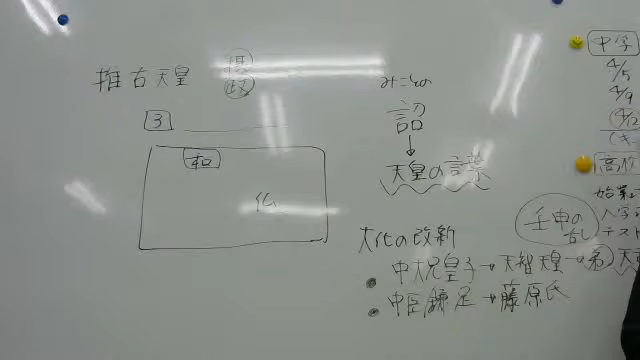 推古天皇
摂政
3
和
仏
みことの
詔
↓
天皇の言葉
大化の改新
・中大兄皇子→天智天皇→弟
・中臣鎌足→藤原氏
壬申の乱
中学
4/5
4/9
高校
入学
テスト